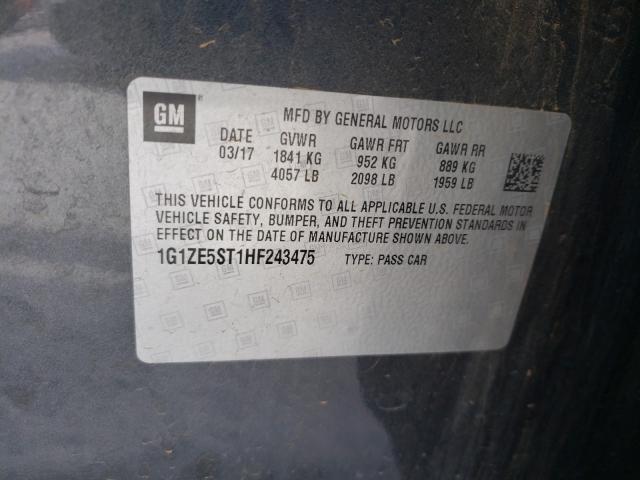 GM
MFD BY GENERAL MOTORS LLC
DATE GVWR GAWR FRT GAWR RR
03/17 1841 KG 952 KG 889 KG
4057 LB 2098 LB 1959 LB
THIS VEHICLE CONFORMS TO ALL APPLICABLE U.S. FEDERAL MOTOR
VEHICLE SAFETY, BUMPER, AND THEFT PREVENTION STANDARDS IN
EFFECT ON THE DATE OF MANUFACTURE SHOWN ABOVE.
1G1ZE5ST1HF243475 TYPE: PASS CAR